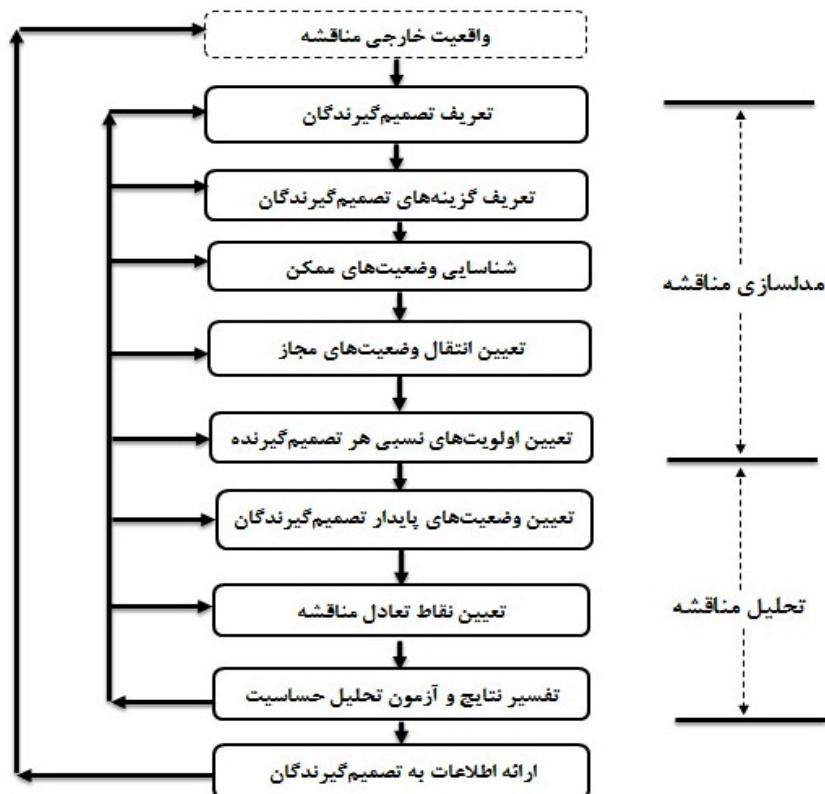 واقعیت خارجی مناقشه
تعریف تصمیم‌گیرندگان
تعریف گزینه‌های تصمیم‌گیرندگان
شناسایی وضعیت‌های ممکن
تعیین انتقال وضعیت‌های مجاز
تعیین اولویت‌های نسبی هر تصمیم‌گیرنده
تعیین وضعیت‌های پایدار تصمیم‌گیرندگان
تعیین نقاط تعادل مناقشه
تفسیر نتایج و آزمون تحلیل حساسیت
ارائه اطلاعات به تصمیم‌گیرندگان
مدلسازی مناقشه
تحلیل مناقشه